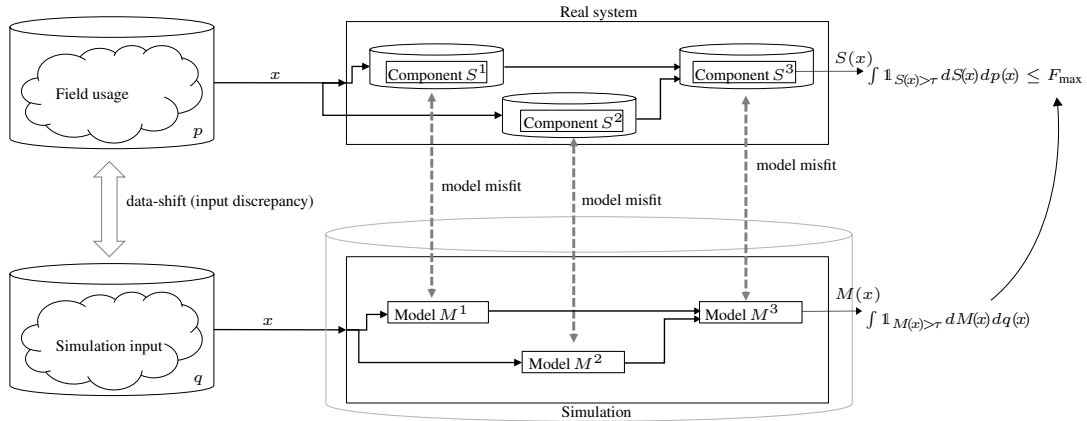 Real system
Field usage
p
x
Component S¹
Component S²
Component S³
S(x)
∫ 𝟙_{S(x)>τ} dS(x) dp(x) ≤ F_max
data-shift (input discrepancy)
model misfit
model misfit
model misfit
Simulation input
q
x
Model M¹
Model M²
Model M³
M(x)
∫ 𝟙_{M(x)>τ} dM(x) dq(x)
Simulation